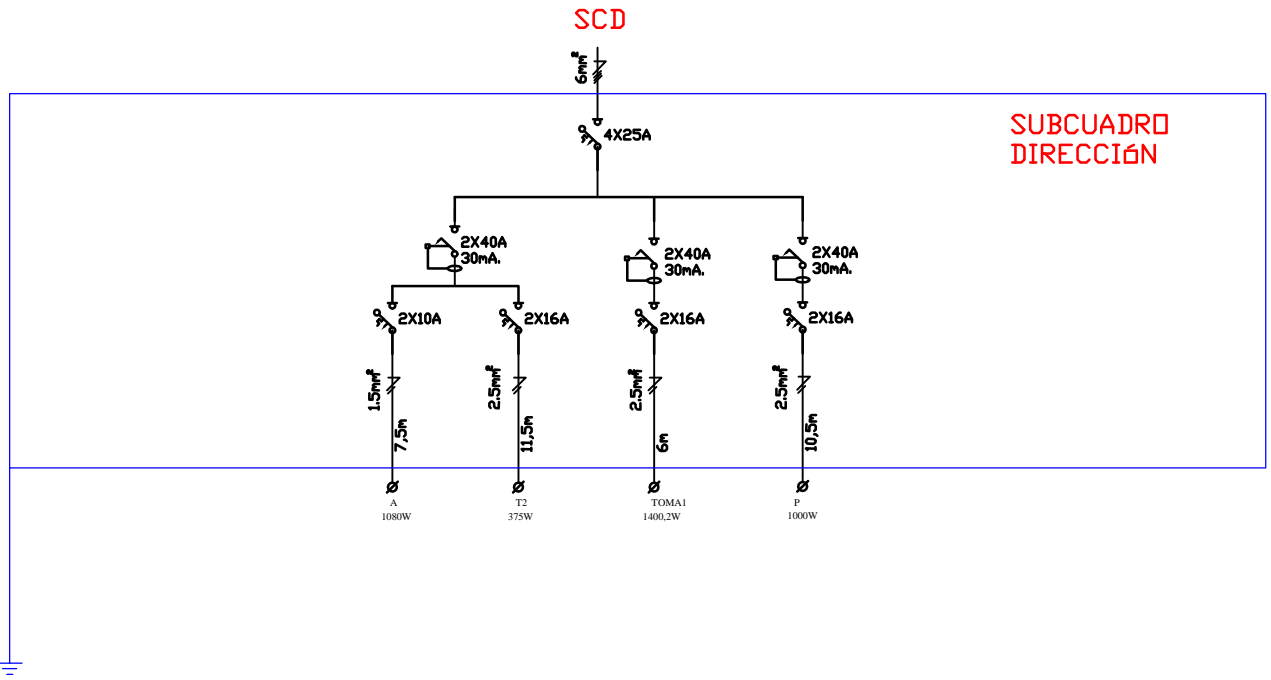 SCD
6mm²
4X25A
SUBCUADRO
DIRECCIóN
2X40A
30mA.
2X40A
30mA.
2X40A
30mA.
2X10A
2X16A
2X16A
2X16A
1.5mm²
2.5mm²
2.5mm²
2.5mm²
7,5m
11,5m
6m
10,5m
A
1080W
T2
375W
TOMA1
1400,2W
P
1000W